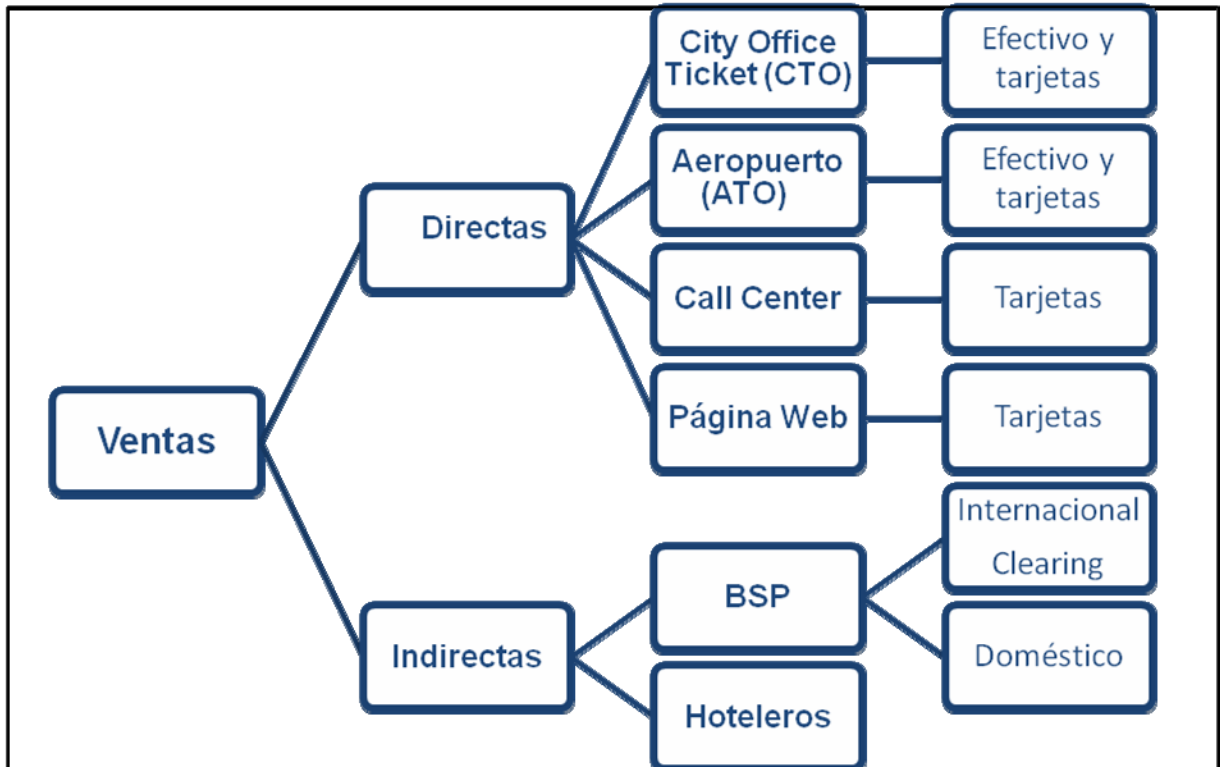 Ventas
Directas
City Office
Ticket (CTO)
Efectivo y
tarjetas
Aeropuerto
(ATO)
Efectivo y
tarjetas
Call Center
Tarjetas
Página Web
Tarjetas
Indirectas
BSP
Internacional
Clearing
Doméstico
Hoteleros